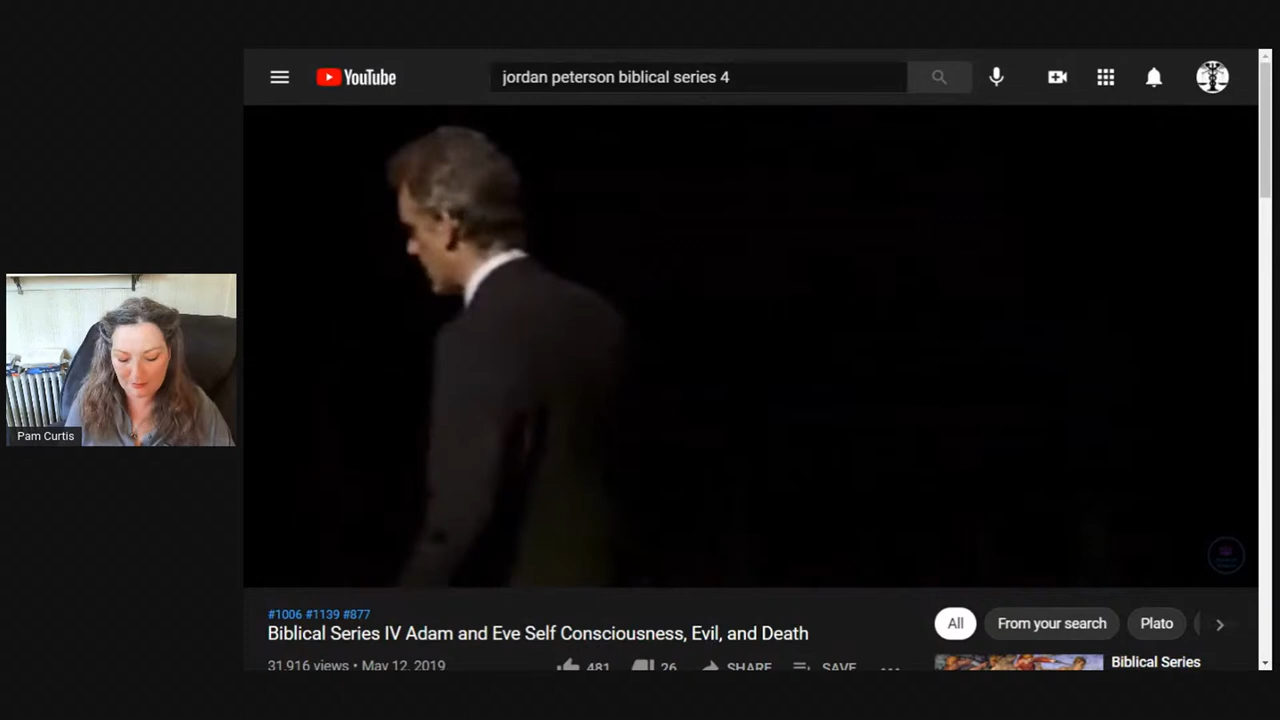 YouTube
jordan peterson biblical series 4
Pam Curtis
#1006 #1139 #877
Biblical Series IV Adam and Eve Self Consciousness, Evil, and Death
31,916 views • May 12, 2019
481
26
SHARE
SAVE
All
From your search
Plato
Biblical Series